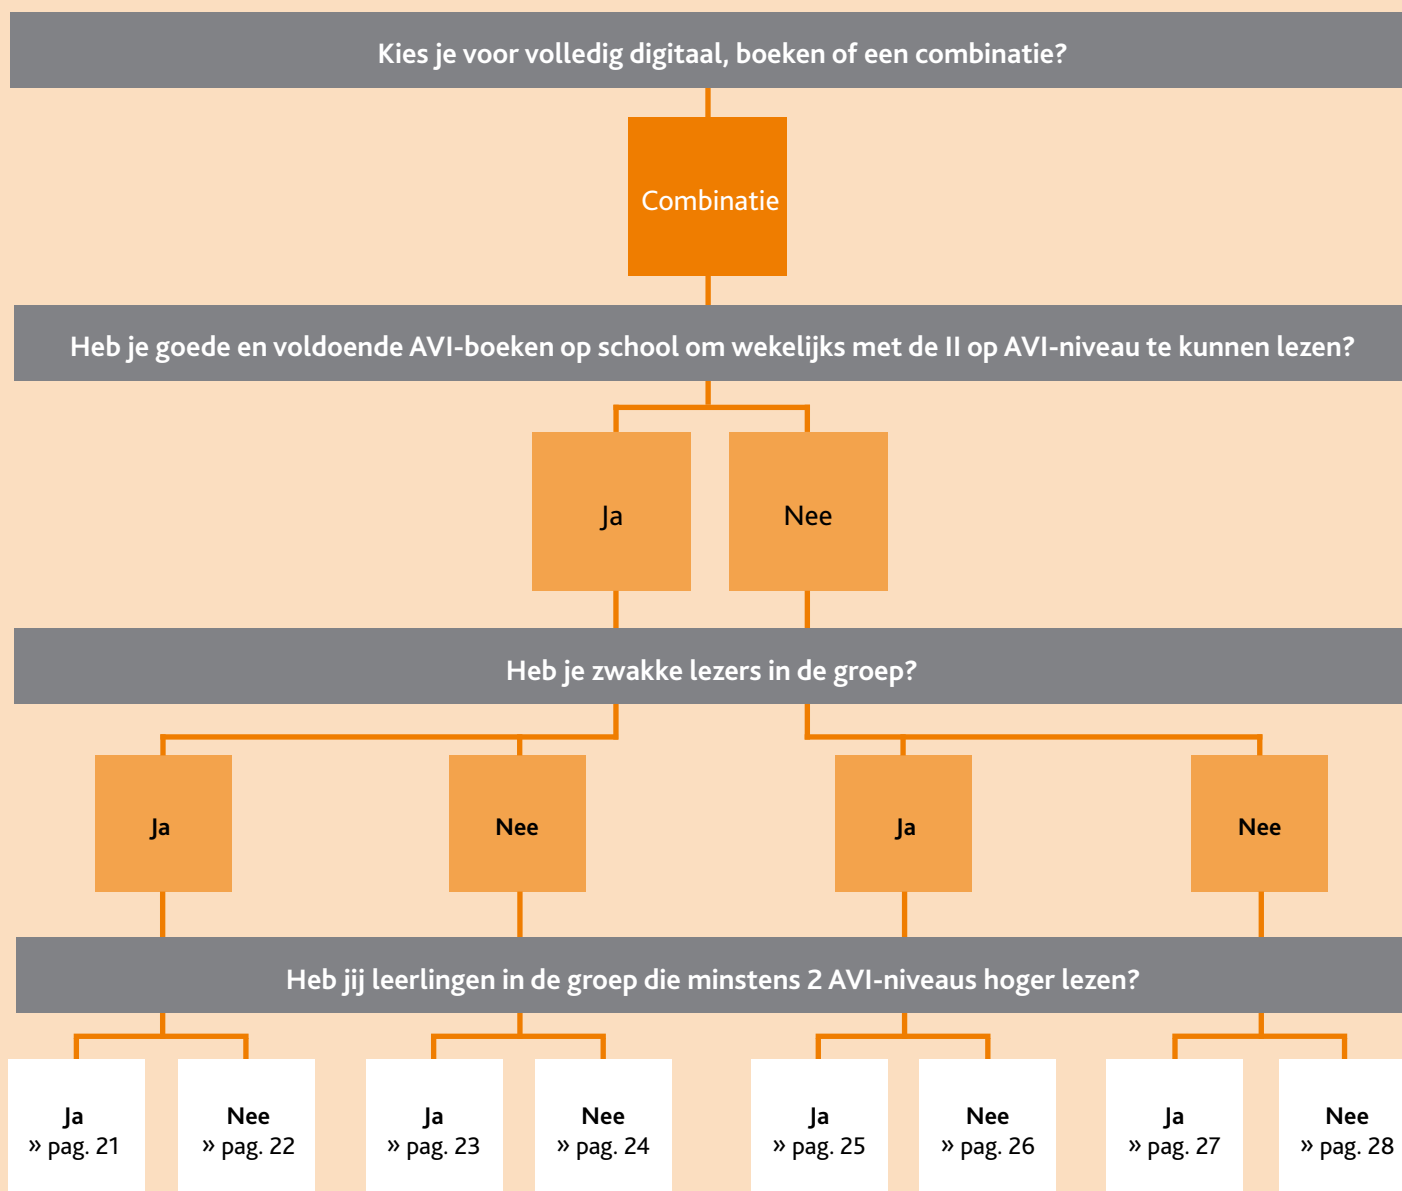 Kies je voor volledig digitaal, boeken of een combinatie?
Combinatie
Heb je goede en voldoende AVI-boeken op school om wekelijks met de II op AVI-niveau te kunnen lezen?
Ja
Nee
Heb je zwakke lezers in de groep?
Ja
Nee
Ja
Nee
Heb jij leerlingen in de groep die minstens 2 AVI-niveaus hoger lezen?
Ja
» pag. 21
Nee
» pag. 22
Ja
» pag. 23
Nee
» pag. 24
Ja
» pag. 25
Nee
» pag. 26
Ja
» pag. 27
Nee
» pag. 28